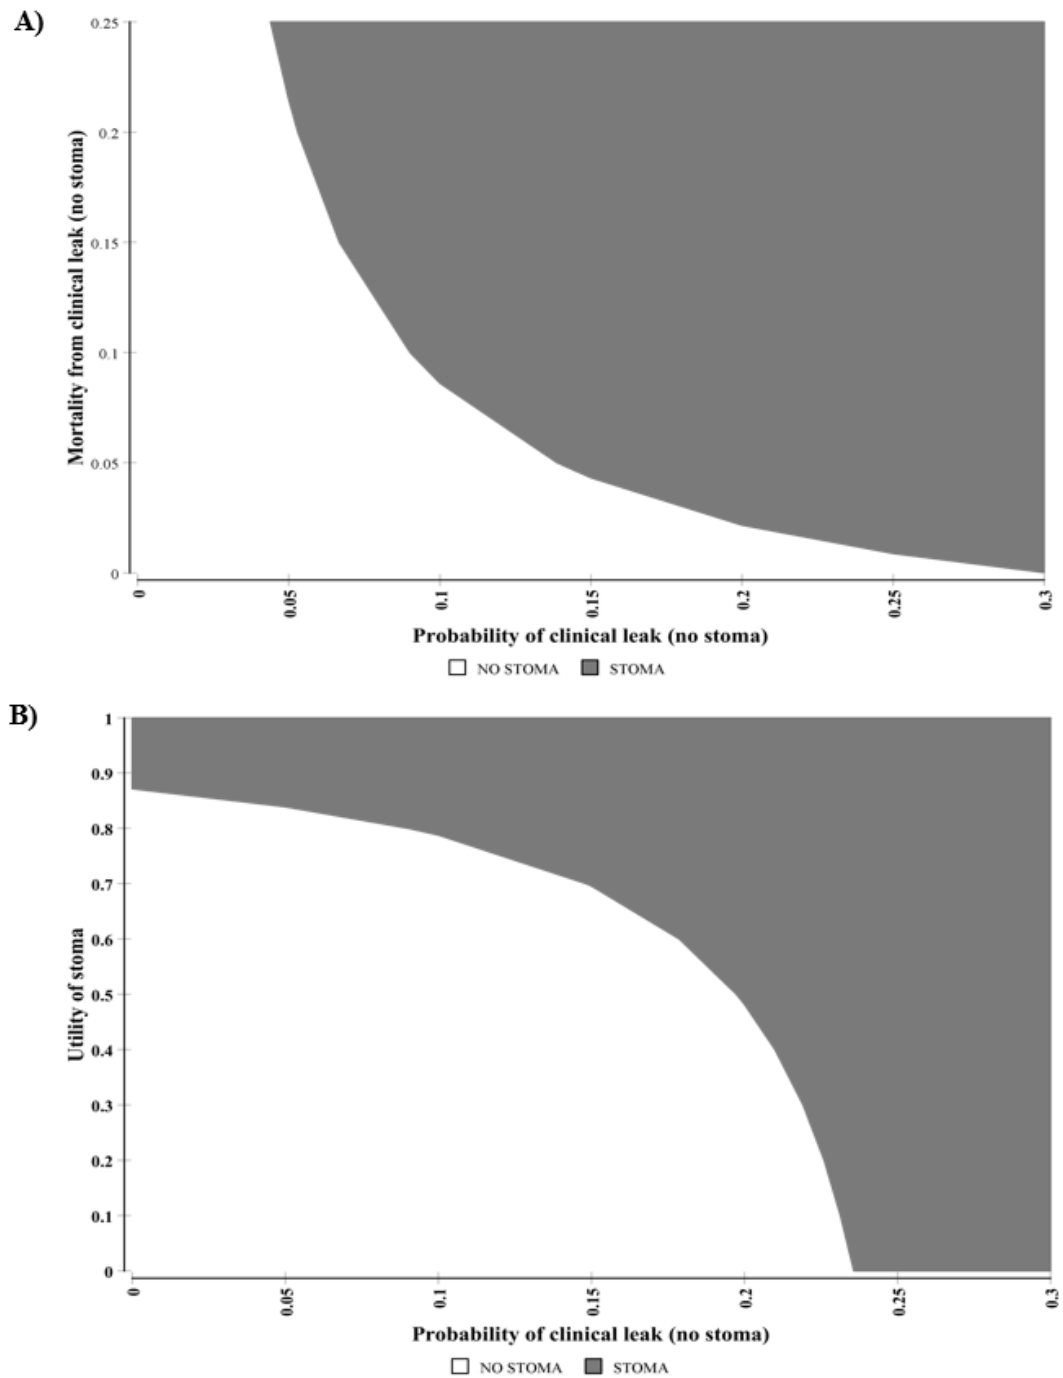 A)
0.25
0.2
0.15
0.1
0.05
0
Mortality from clinical leak (no stoma)
0 0.05 0.1 0.15 0.2 0.25 0.3
Probability of clinical leak (no stoma)
NO STOMA STOMA
B)
1
0.9
0.8
0.7
0.6
0.5
0.4
0.3
0.2
0.1
0
Utility of stoma
0 0.05 0.1 0.15 0.2 0.25 0.3
Probability of clinical leak (no stoma)
NO STOMA STOMA